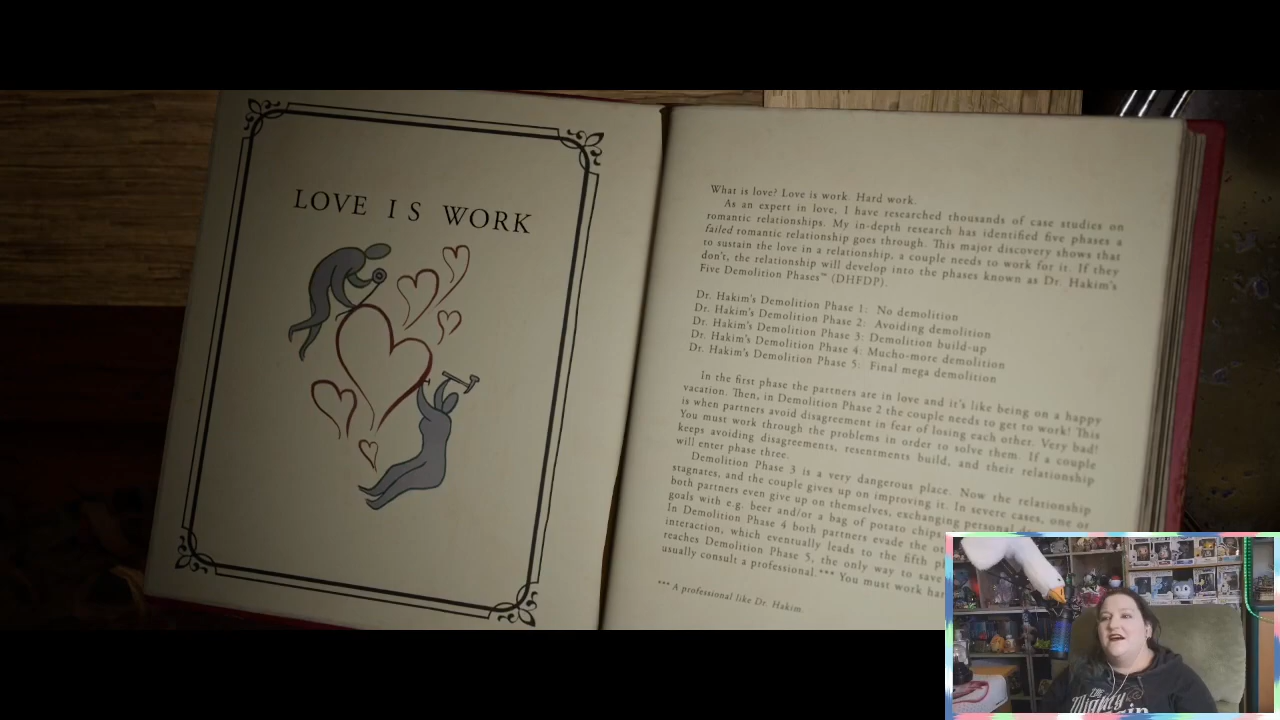 LOVE IS WORK
What is love? Love is work. Hard work.
As an expert in love, I have researched thousands of case studies on
romantic relationships. My in-depth research has identified five phases a
failed romantic relationship goes through. This major discovery shows that
to sustain the love in a relationship, a couple needs to work for it. If they
don't, the relationship will develop into the phases known as Dr. Hakim's
Five Demolition Phases™ (DHFDP).
Dr. Hakim's Demolition Phase 1: No demolition
Dr. Hakim's Demolition Phase 2: Avoiding demolition
Dr. Hakim's Demolition Phase 3: Demolition build-up
Dr. Hakim's Demolition Phase 4: Mucho-more demolition
Dr. Hakim's Demolition Phase 5: Final mega demolition
In the first phase the partners are in love and it's like being on a happy
vacation. Then, in Demolition Phase 2 the couple needs to get to work! This
is when partners avoid disagreement in fear of losing each other. Very bad!
You must work through the problems in order to solve them. If a couple
keeps avoiding disagreements, resentments build, and their relationship
will enter phase three.
Demolition Phase 3 is a very dangerous place. Now the relationship
stagnates, and the couple gives up on improving it. In severe cases, one or
both partners even give up on themselves, exchanging personal
goals with e.g. beer and/or a bag of potato chips
In Demolition Phase 4 both partners evade the
interaction, which eventually leads to the fifth
reaches Demolition Phase 5, the only way to save
usually consult a professional.*** You must work
*** A professional like Dr. Hakim.
THE
Mighty